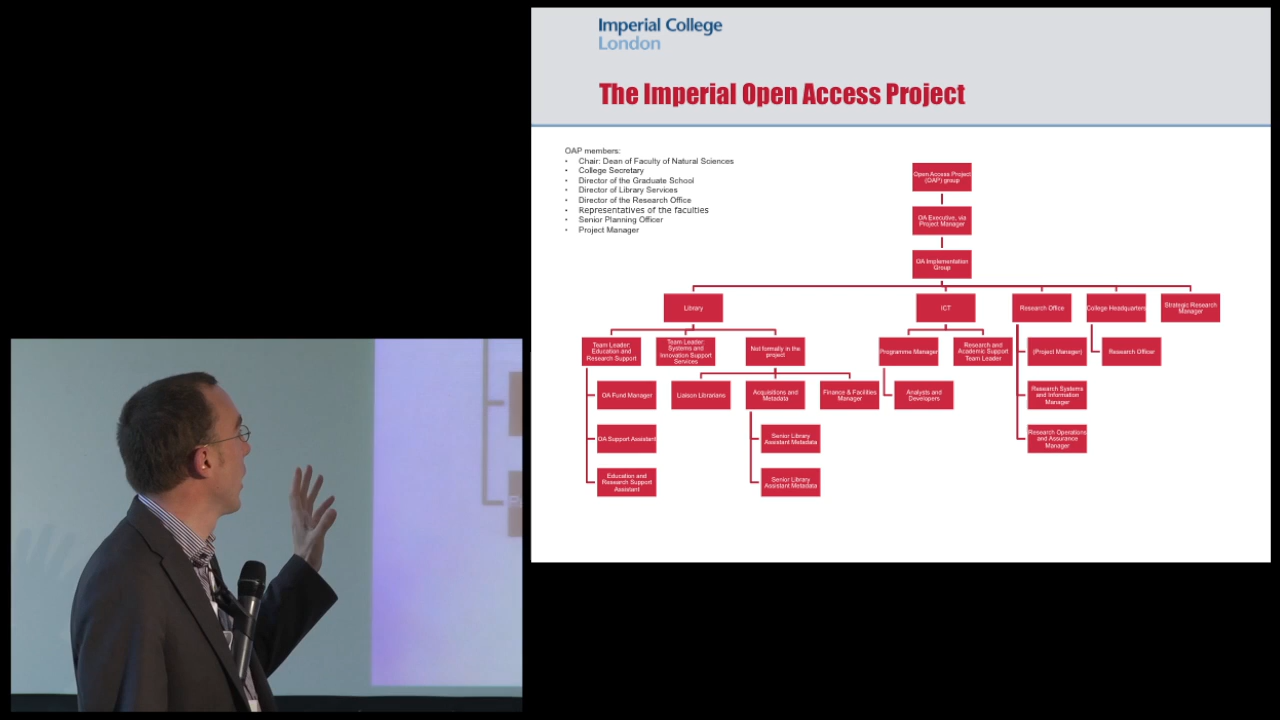 Imperial College
London
The Imperial Open Access Project
OAP members:
• Chair: Dean of Faculty of Natural Sciences
• College Secretary
• Director of the Graduate School
• Director of Library Services
• Director of the Research Office
• Representatives of the faculties
• Senior Planning Officer
• Project Manager
Open Access Project
(OAP) group
OA Executive, via
Project Manager
OA Implementation
Group
Library
ICT
Research Office
College Headquarters
Strategic Research
Manager
Team Leader:
Education and
Research Support
Team Leader:
Systems and
Innovation Support
Services
Not formally in the
project
Programme Manager
Research and
Academic Support
Team Leader
(Project Manager)
Research Officer
OA Fund Manager
Liaison Librarians
Acquisitions and
Metadata
Finance & Facilities
Manager
Analysts and
Developers
Research Systems
and Information
Manager
OA Support Assistant
Senior Library
Assistant Metadata
Research Operations
and Assurance
Manager
Education and
Research Support
Assistant
Senior Library
Assistant Metadata